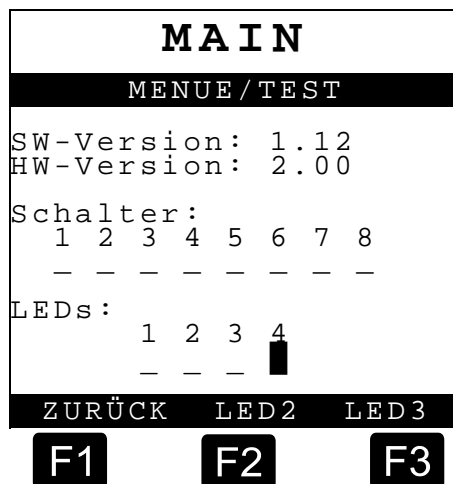 MAIN
MENUE/TEST
SW-Version: 1.12
HW-Version: 2.00
Schalter:
1 2 3 4 5 6 7 8
_ _ _ _ _ _ _ _
LEDs:
1 2 3 4
_ _ _ █
ZURÜCK LED2 LED3
F1 F2 F3